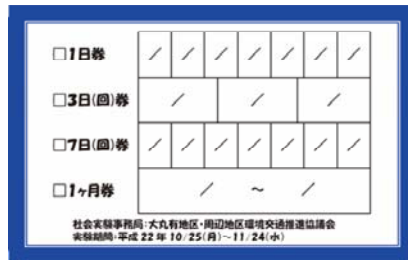 □1日券 / / / / / / /
□3日(回)券 / / /
□7日(回)券 / / / / / / /
□1ヶ月券 / ～ /
社会実験事務局:大丸有地区・周辺地区環境交通推進協議会
実験期間:平成22年10/25(月)～11/24(水)